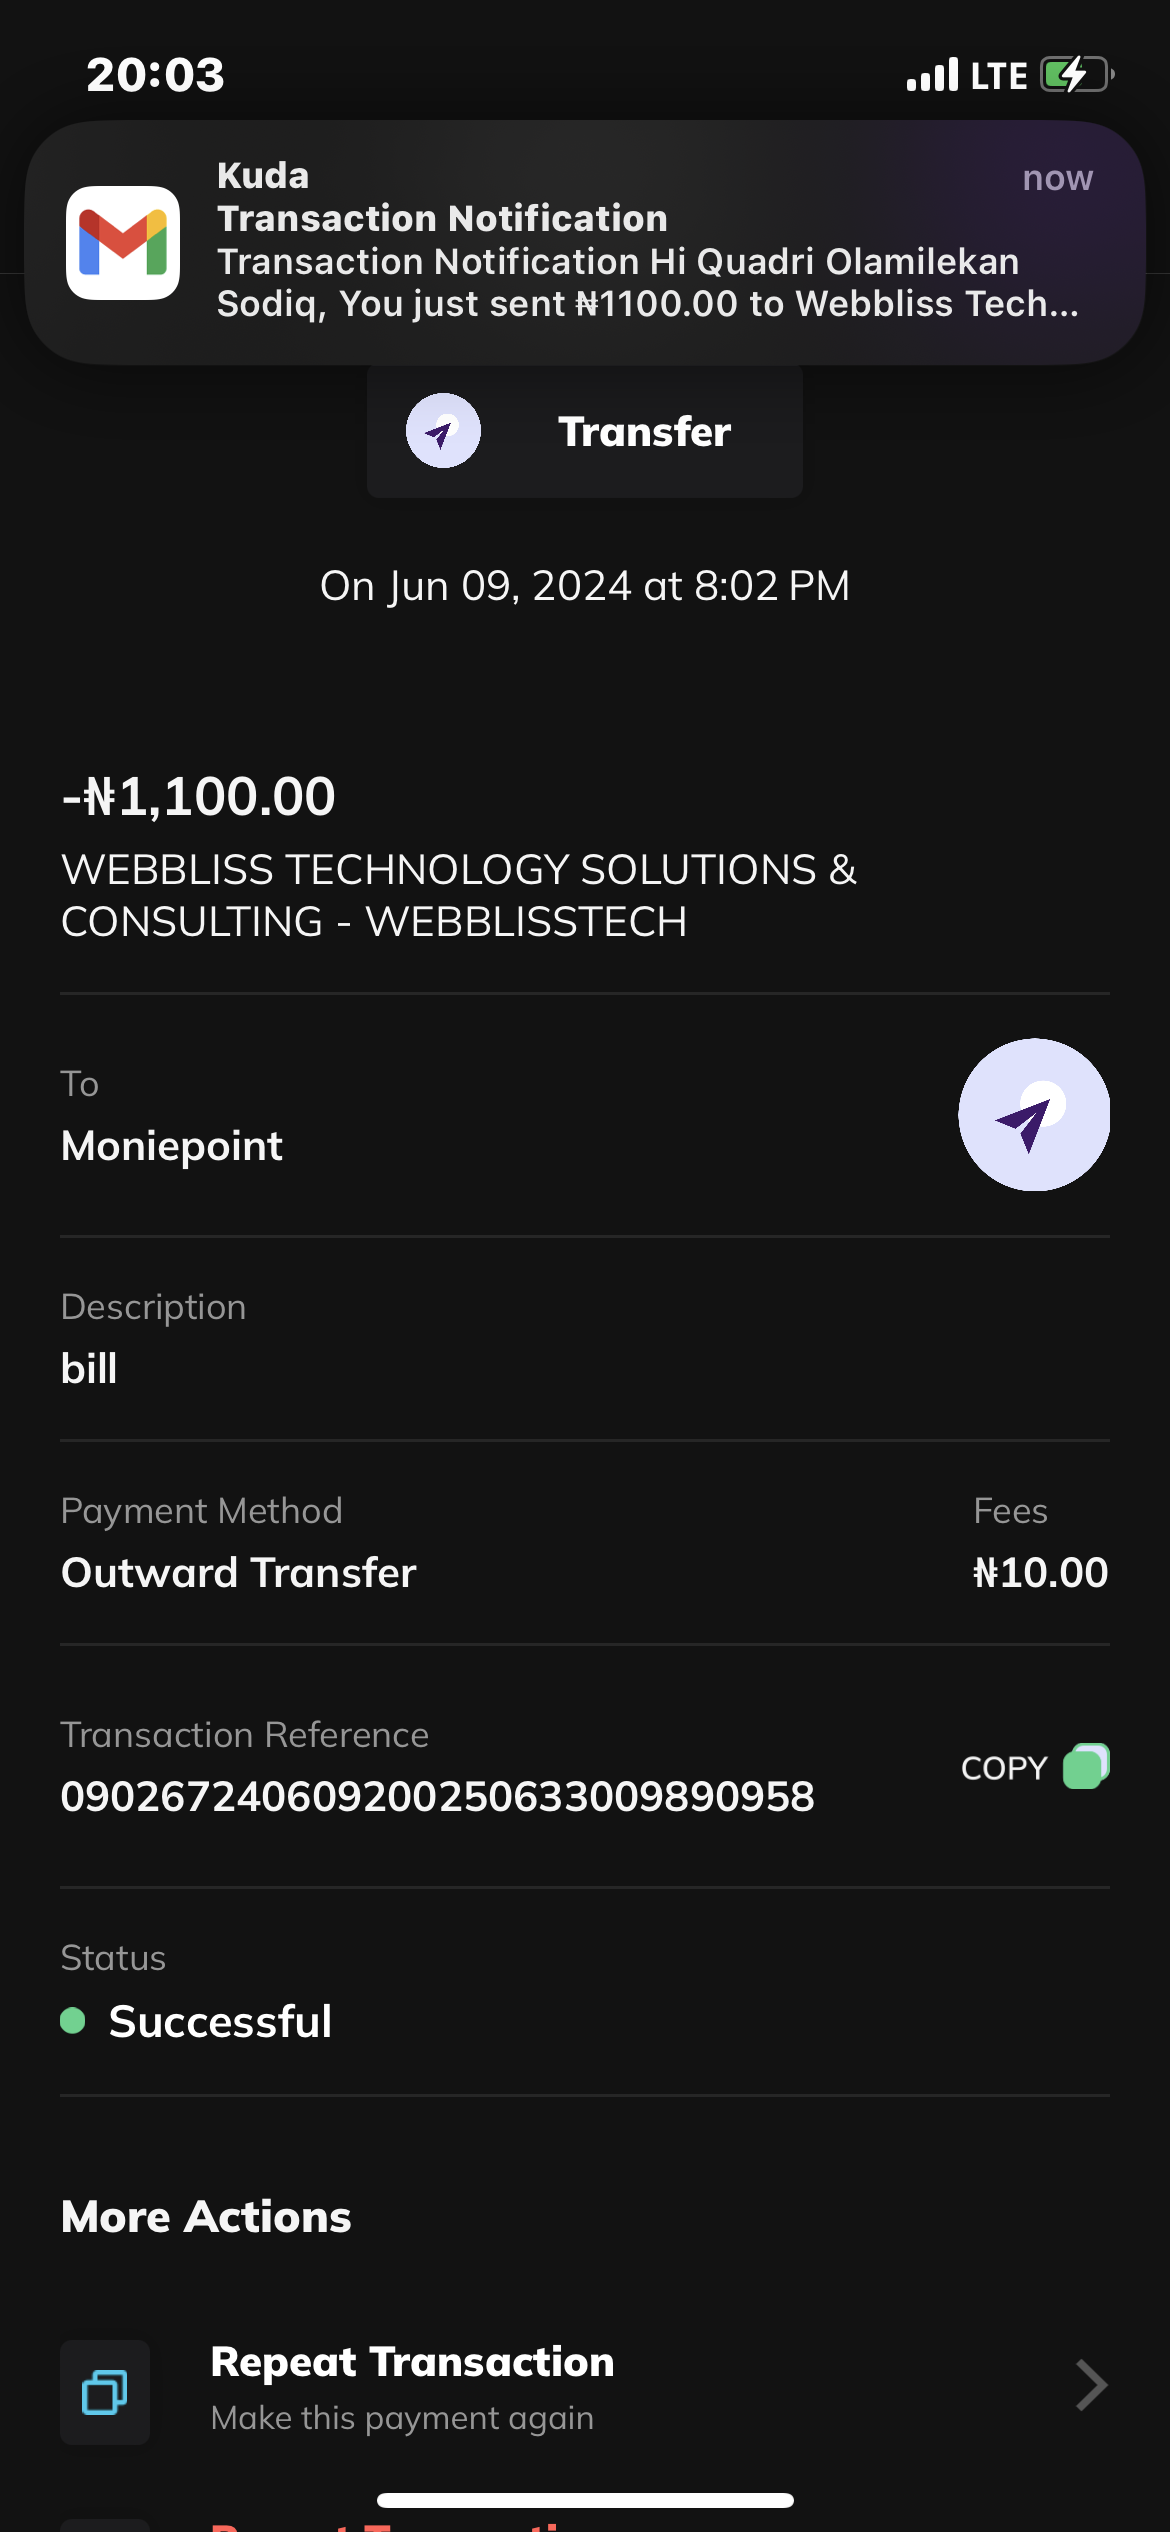 20:03
LTE
Kuda
now
Transaction Notification
Transaction Notification Hi Quadri Olamilekan
Sodiq, You just sent ₦1100.00 to Webbliss Tech...
Transfer
On Jun 09, 2024 at 8:02 PM
-₦1,100.00
WEBBLISS TECHNOLOGY SOLUTIONS &
CONSULTING - WEBBLISSTECH
To
Moniepoint
Description
bill
Payment Method
Fees
Outward Transfer
₦10.00
Transaction Reference
COPY
090267240609200250633009890958
Status
Successful
More Actions
Repeat Transaction
Make this payment again